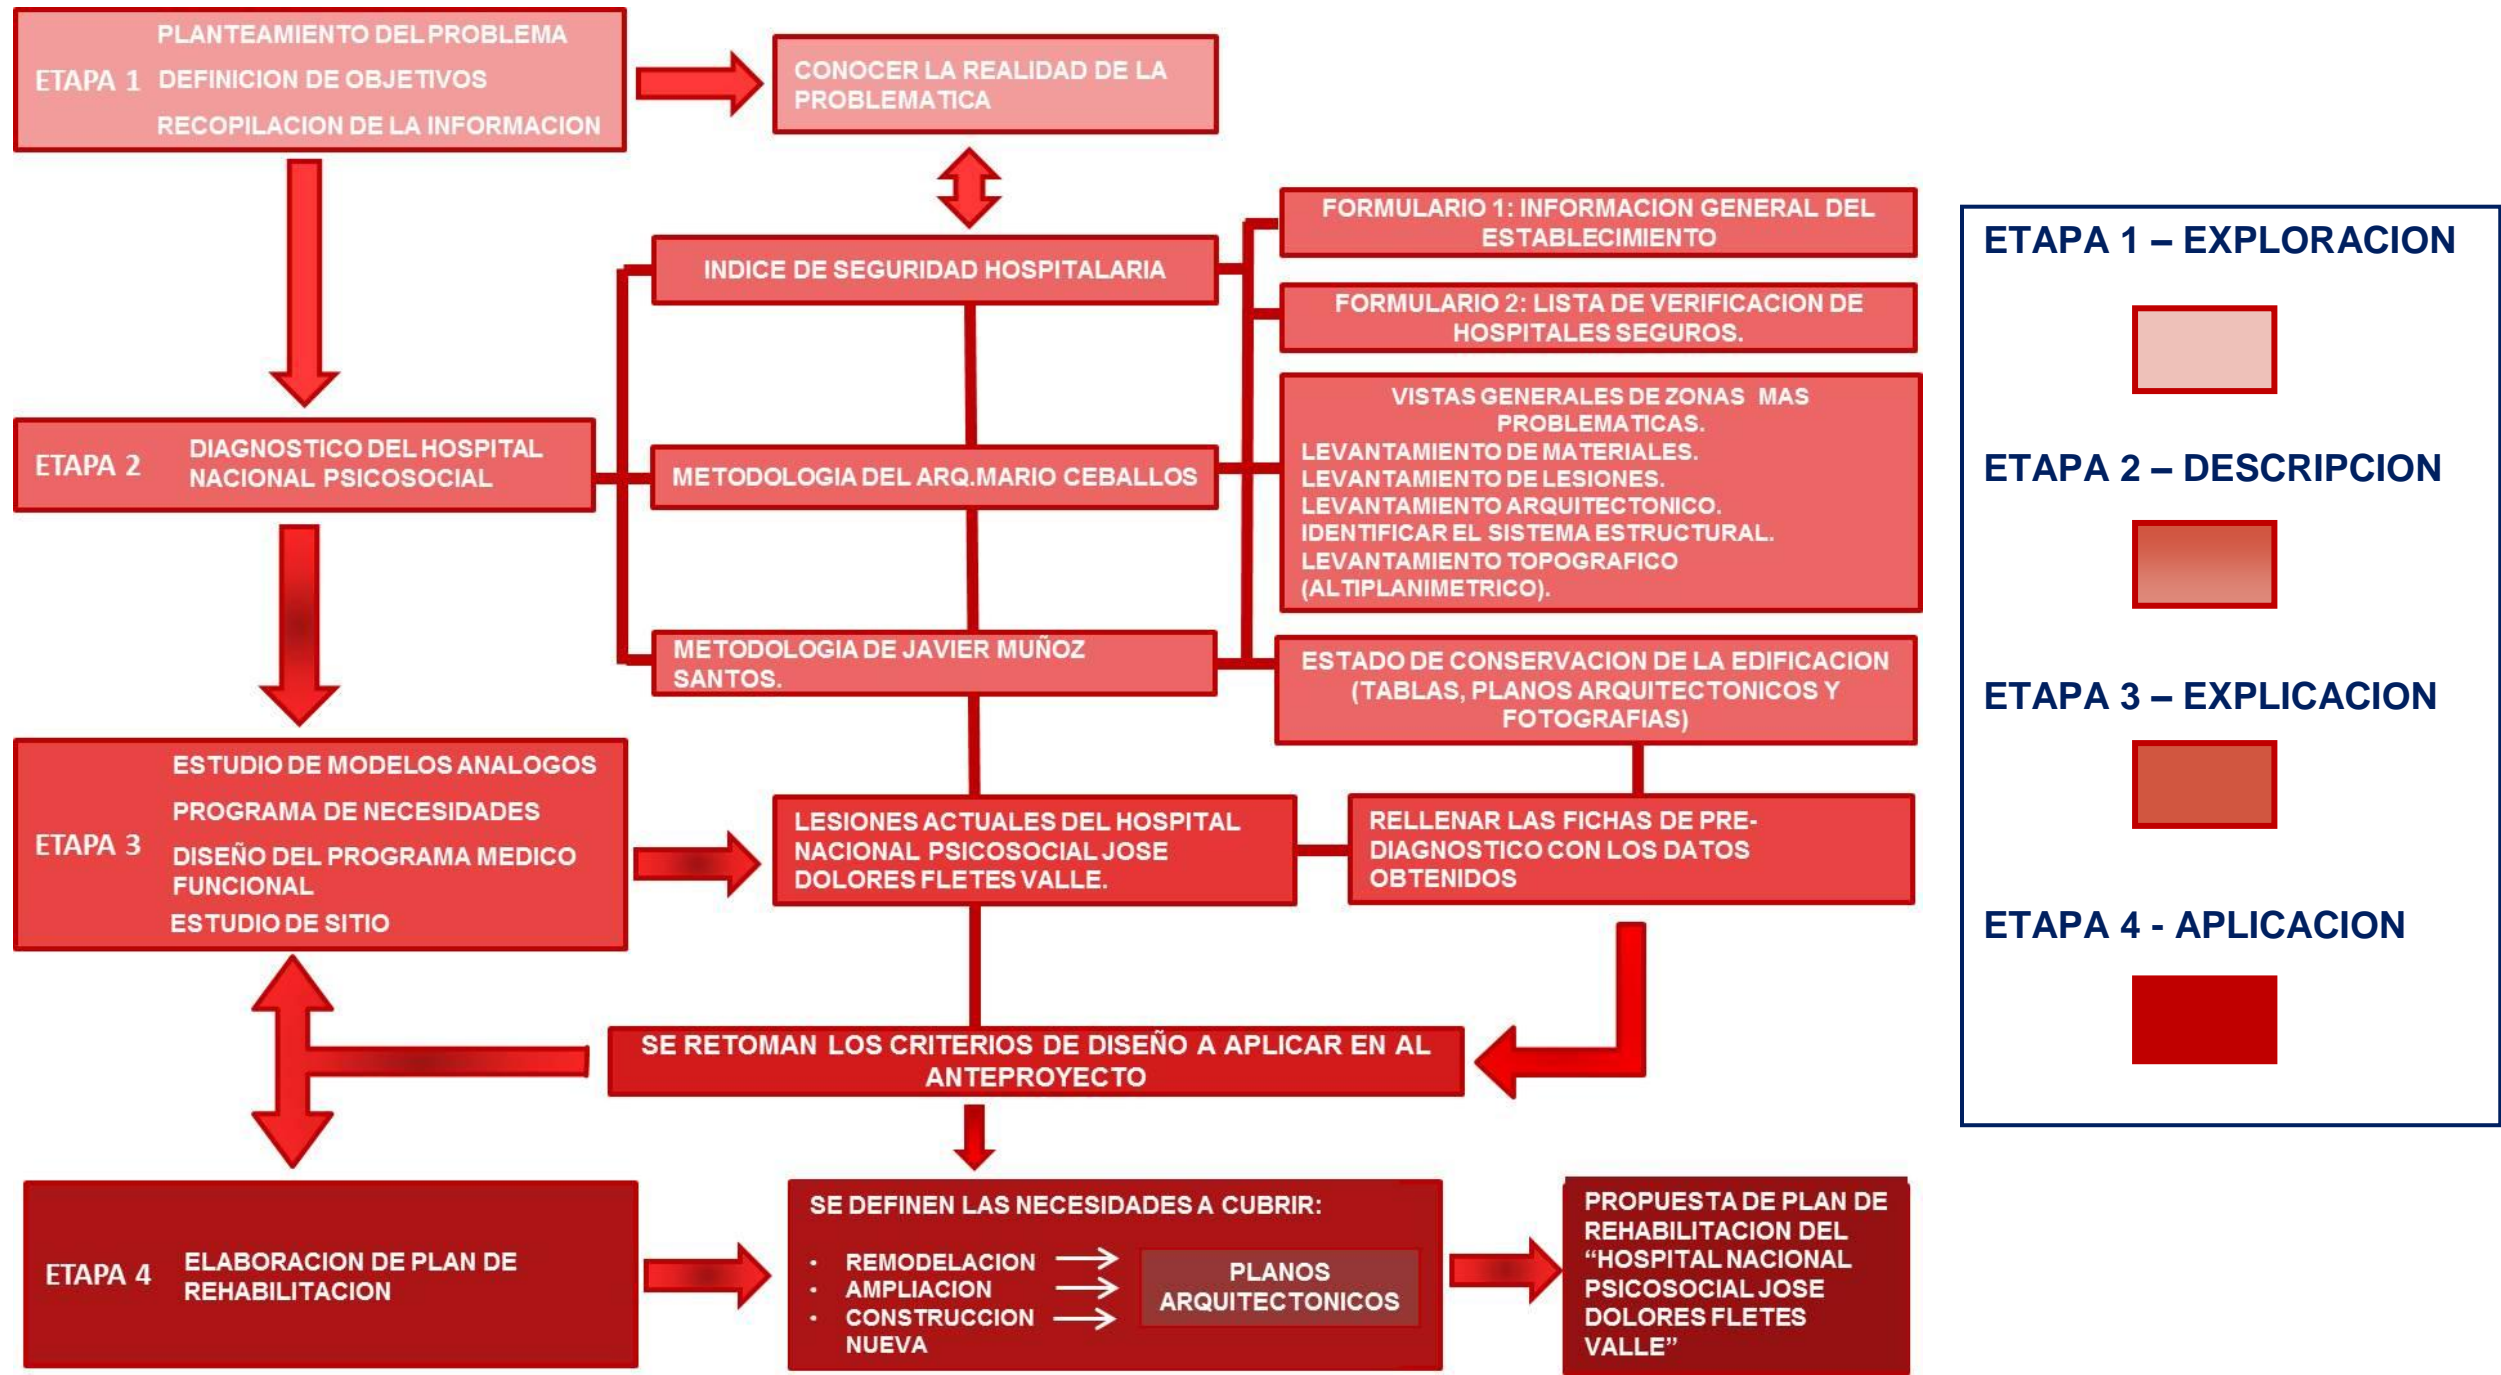 PLANTEAMIENTO DEL PROBLEMA
ETAPA 1
DEFINICION DE OBJETIVOS
RECOPILACION DE LA INFORMACION
CONOCER LA REALIDAD DE LA
PROBLEMATICA
ETAPA 2
DIAGNOSTICO DEL HOSPITAL
NACIONAL PSICOSOCIAL
INDICE DE SEGURIDAD HOSPITALARIA
METODOLOGIA DEL ARQ.MARIO CEBALLOS
METODOLOGIA DE JAVIER MUÑOZ
SANTOS.
FORMULARIO 1: INFORMACION GENERAL DEL
ESTABLECIMIENTO
FORMULARIO 2: LISTA DE VERIFICACION DE
HOSPITALES SEGUROS.
VISTAS GENERALES DE ZONAS MAS
PROBLEMATICAS.
LEVANTAMIENTO DE MATERIALES.
LEVANTAMIENTO DE LESIONES.
LEVANTAMIENTO ARQUITECTONICO.
IDENTIFICAR EL SISTEMA ESTRUCTURAL.
LEVANTAMIENTO TOPOGRAFICO
(ALTIPLANIMETRICO).
ESTADO DE CONSERVACION DE LA EDIFICACION
(TABLAS, PLANOS ARQUITECTONICOS Y
FOTOGRAFIAS)
ETAPA 3
ESTUDIO DE MODELOS ANALOGOS
PROGRAMA DE NECESIDADES
DISEÑO DEL PROGRAMA MEDICO
FUNCIONAL
ESTUDIO DE SITIO
LESIONES ACTUALES DEL HOSPITAL
NACIONAL PSICOSOCIAL JOSE
DOLORES FLETES VALLE.
RELLENAR LAS FICHAS DE PRE-
DIAGNOSTICO CON LOS DATOS
OBTENIDOS
SE RETOMAN LOS CRITERIOS DE DISEÑO A APLICAR EN AL
ANTEPROYECTO
ETAPA 4
ELABORACION DE PLAN DE
REHABILITACION
SE DEFINEN LAS NECESIDADES A CUBRIR:
• REMODELACION
• AMPLIACION
• CONSTRUCCION
NUEVA
PLANOS
ARQUITECTONICOS
PROPUESTA DE PLAN DE
REHABILITACION DEL
“HOSPITAL NACIONAL
PSICOSOCIAL JOSE
DOLORES FLETES
VALLE”
ETAPA 1 – EXPLORACION
ETAPA 2 – DESCRIPCION
ETAPA 3 – EXPLICACION
ETAPA 4 - APLICACION